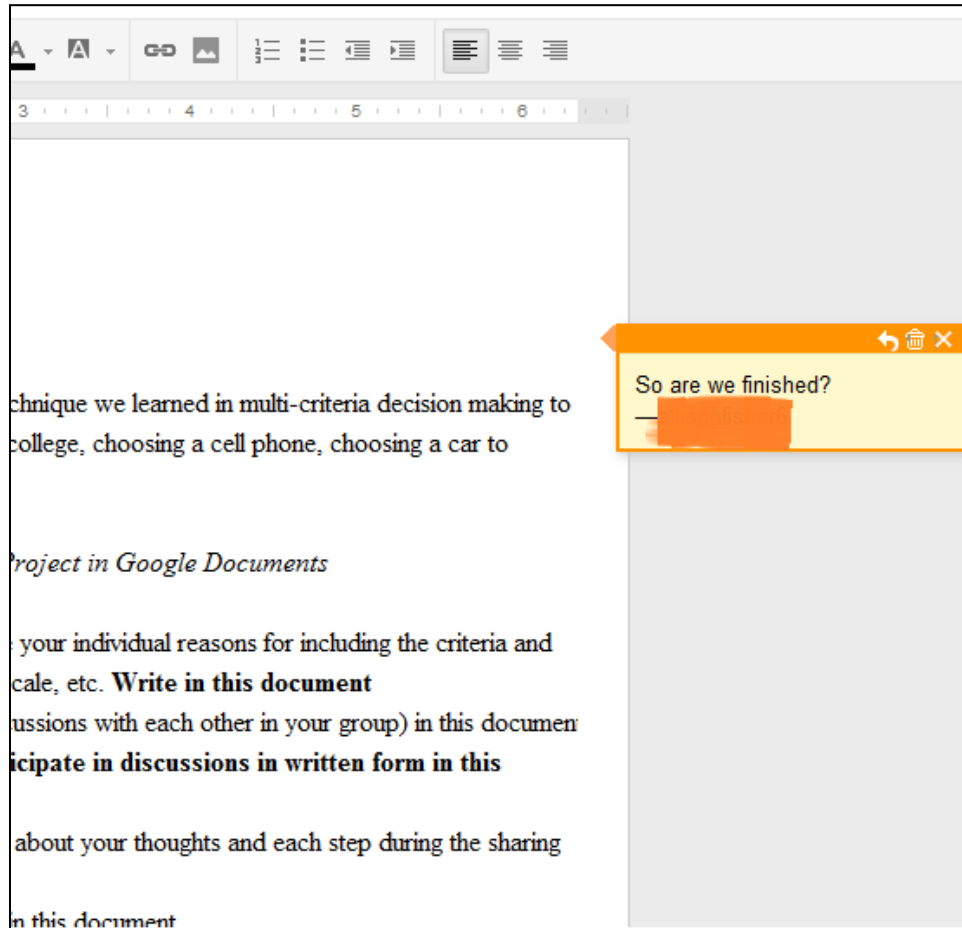 A A
3 4 5 6
So are we finished?
chnique we learned in multi-criteria decision making to
college, choosing a cell phone, choosing a car to
Project in Google Documents
your individual reasons for including the criteria and
cale, etc. Write in this document
ussions with each other in your group) in this documen
icipate in discussions in written form in this
about your thoughts and each step during the sharing
in this document